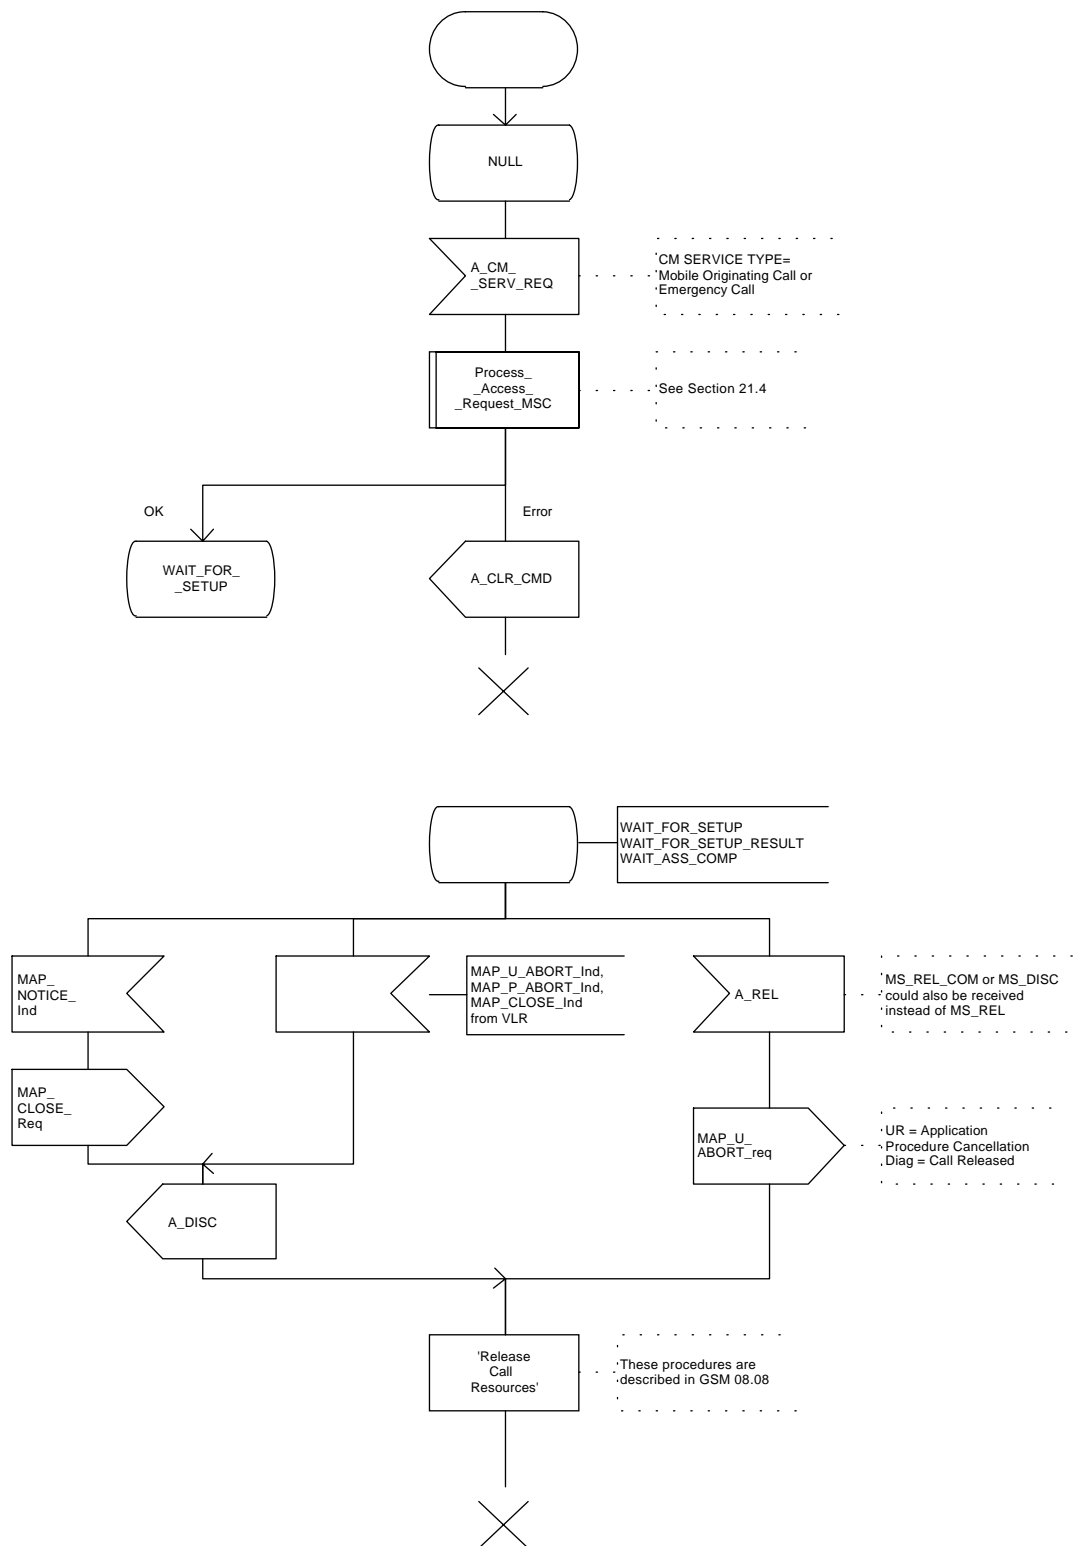 NULL
A_CM_
_SERV_REQ
CM SERVICE TYPE=
Mobile Originating Call or
Emergency Call
Process_
_Access_
_Request_MSC
See Section 21.4
OK
Error
WAIT_FOR_
_SETUP
A_CLR_CMD
WAIT_FOR_SETUP
WAIT_FOR_SETUP_RESULT
WAIT_ASS_COMP
MAP_
NOTICE_
Ind
MAP_U_ABORT_Ind,
MAP_P_ABORT_Ind,
MAP_CLOSE_Ind
from VLR
A_REL
MS_REL_COM or MS_DISC
could also be received
instead of MS_REL
MAP_
CLOSE_
Req
MAP_U_
ABORT_req
UR = Application
Procedure Cancellation
Diag = Call Released
A_DISC
'Release
Call
Resources'
These procedures are
described in GSM 08.08